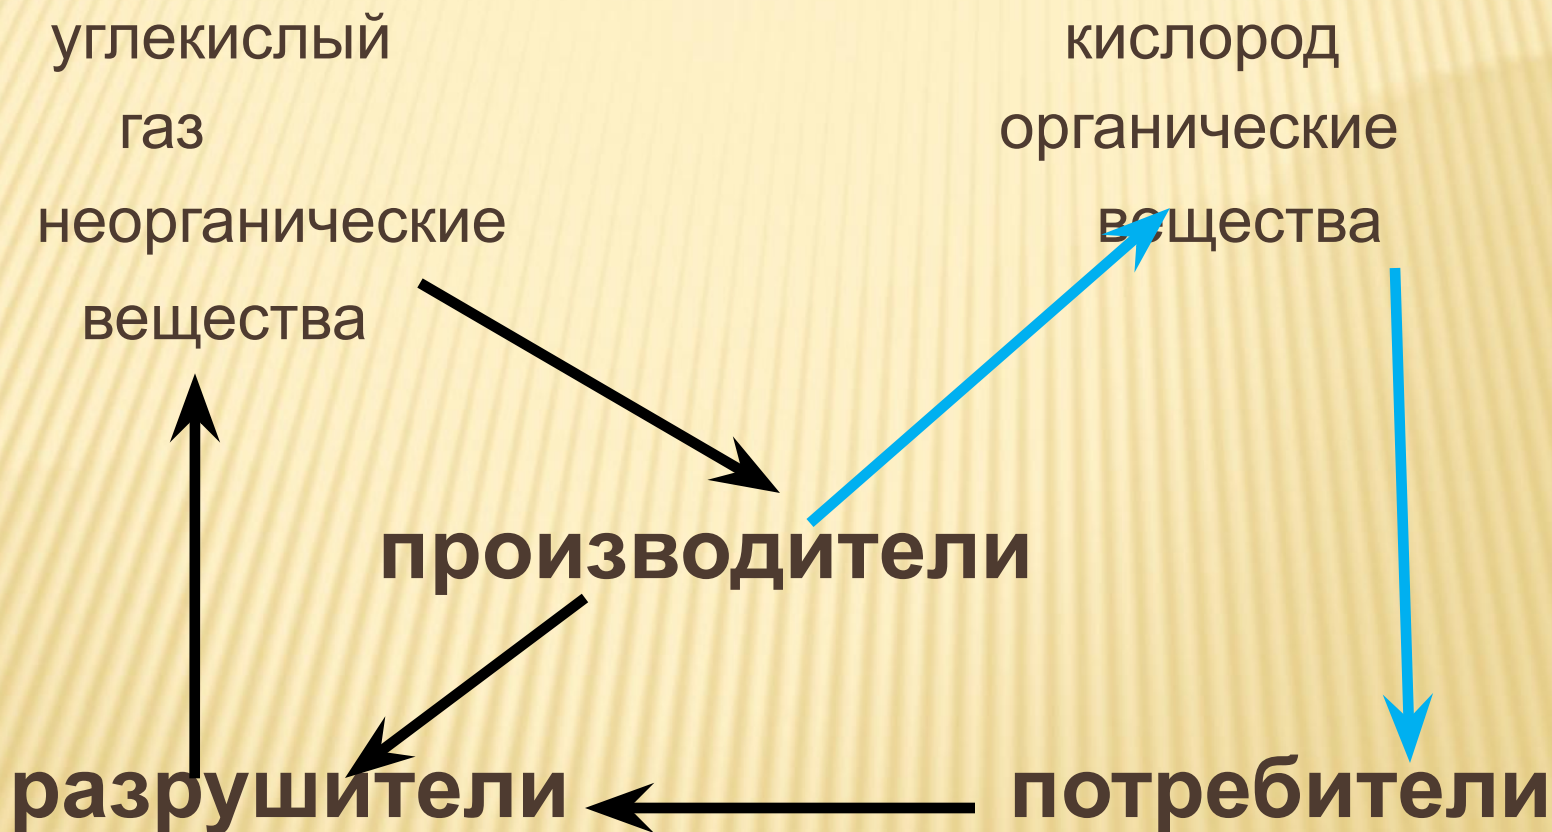 углекислый
газ
неорганические
вещества
кислород
органические
вещества
производители
разрушители
потребители